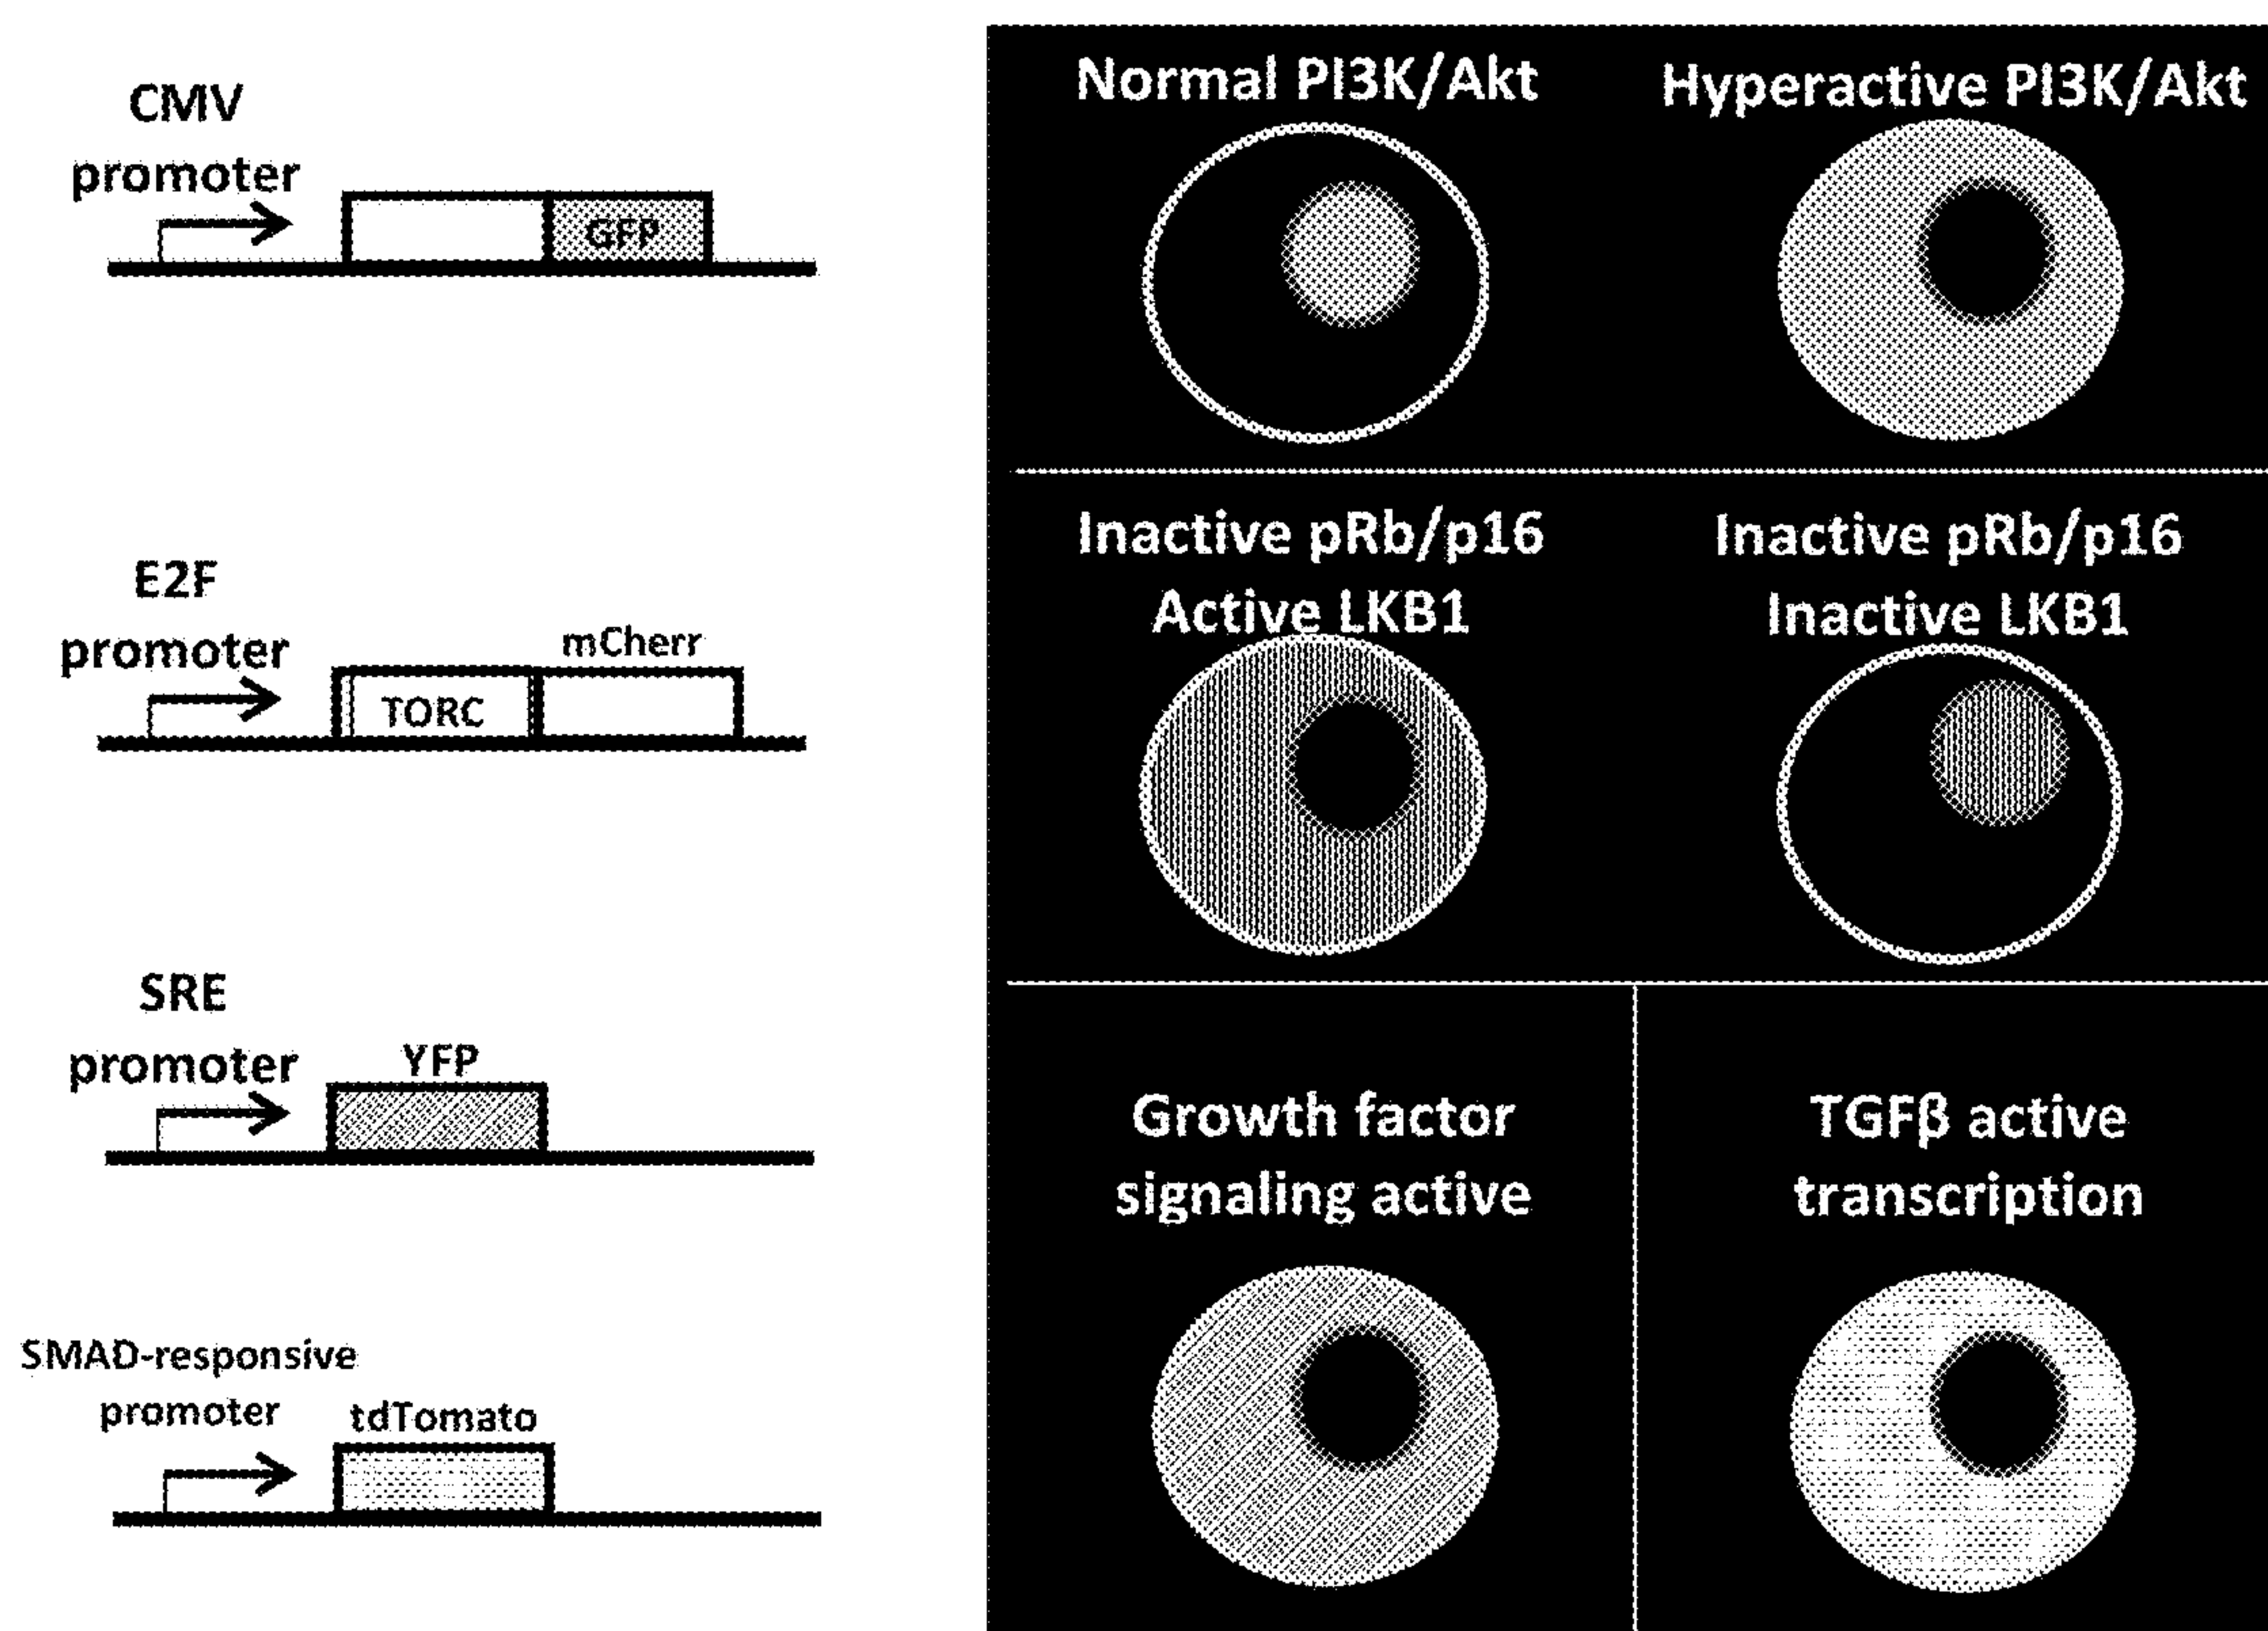 CMV
promoter
GFP
E2F
promoter
mCherr
TORC
SRE
promoter
YFP
SMAD-responsive
promoter
tdTomato
Normal PI3K/Akt
Hyperactive PI3K/Akt
Inactive pRb/p16
Active LKB1
Inactive pRb/p16
Inactive LKB1
Growth factor
signaling active
TGFβ active
transcription